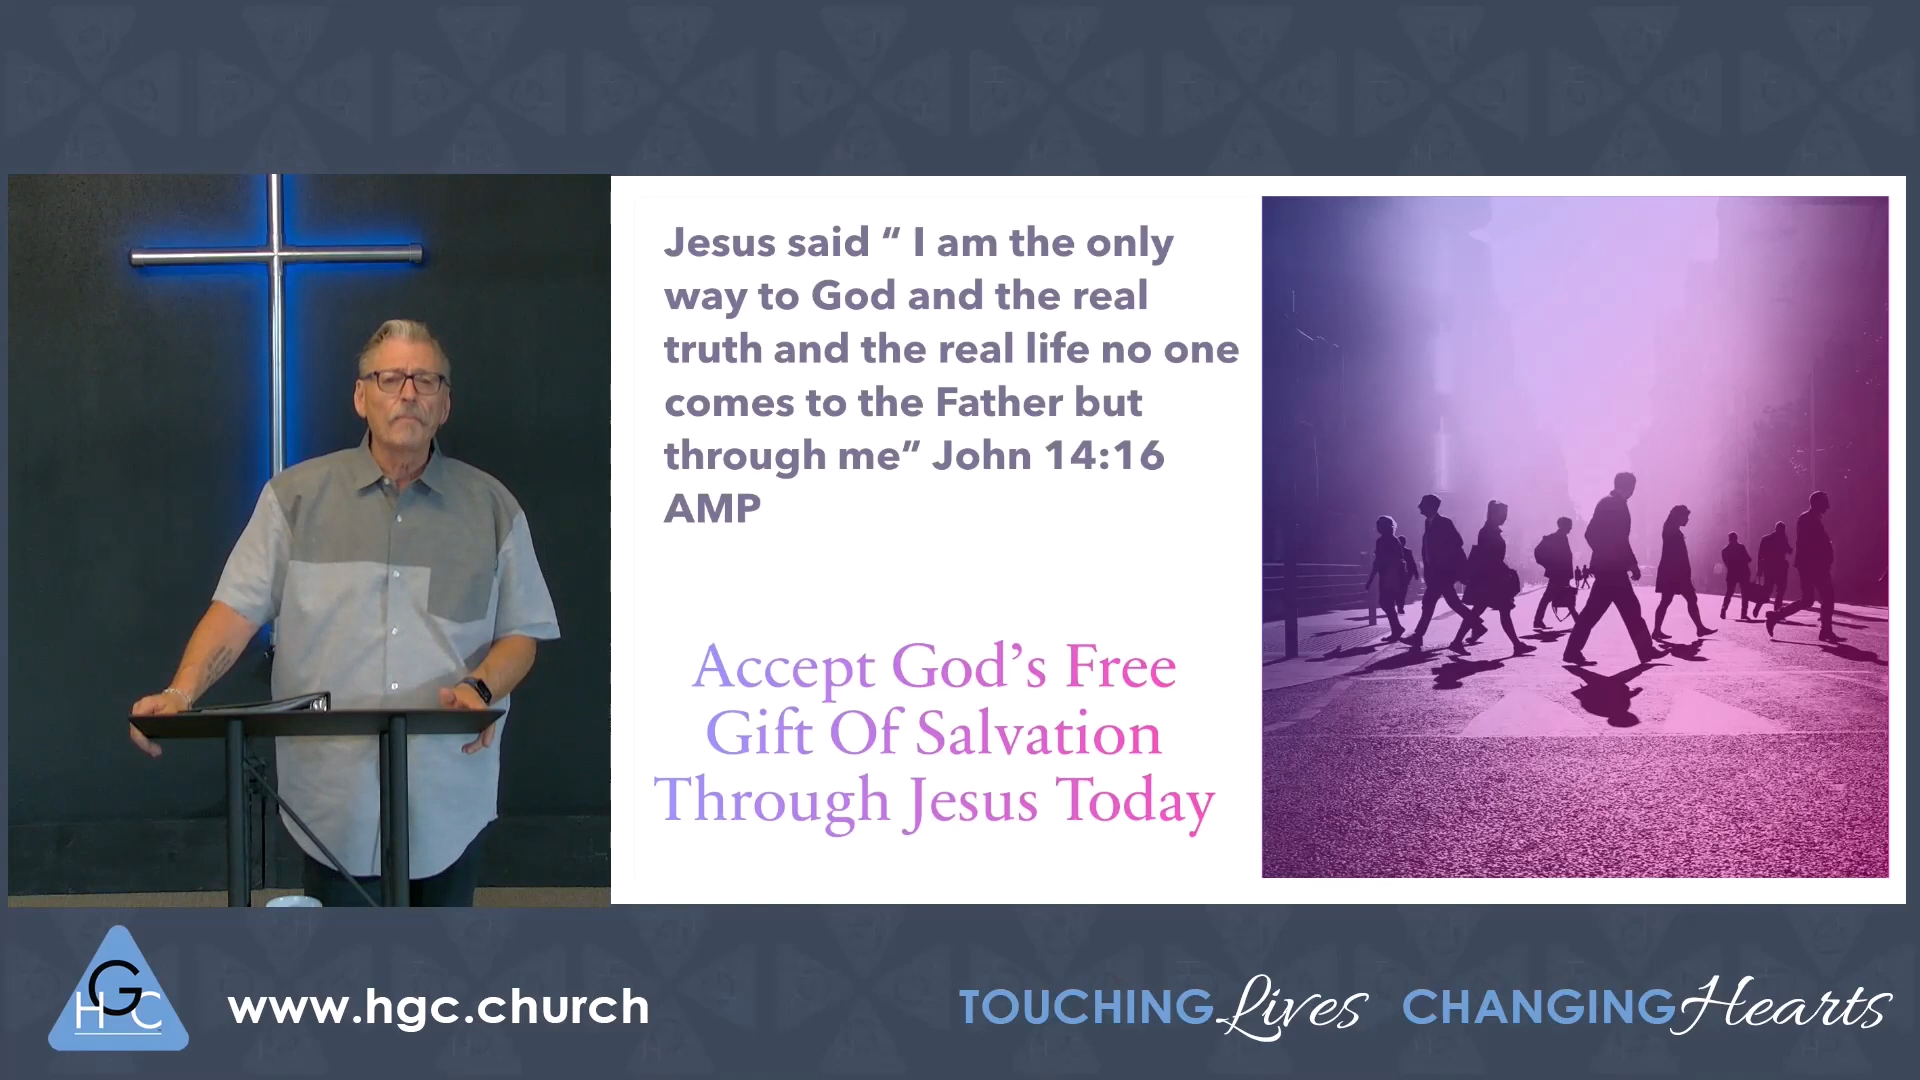 Jesus said “ I am the only
way to God and the real
truth and the real life no one
comes to the Father but
through me” John 14:16
AMP
Accept God’s Free
Gift Of Salvation
Through Jesus Today
HGC
www.hgc.church
TOUCHING Lives CHANGING Hearts